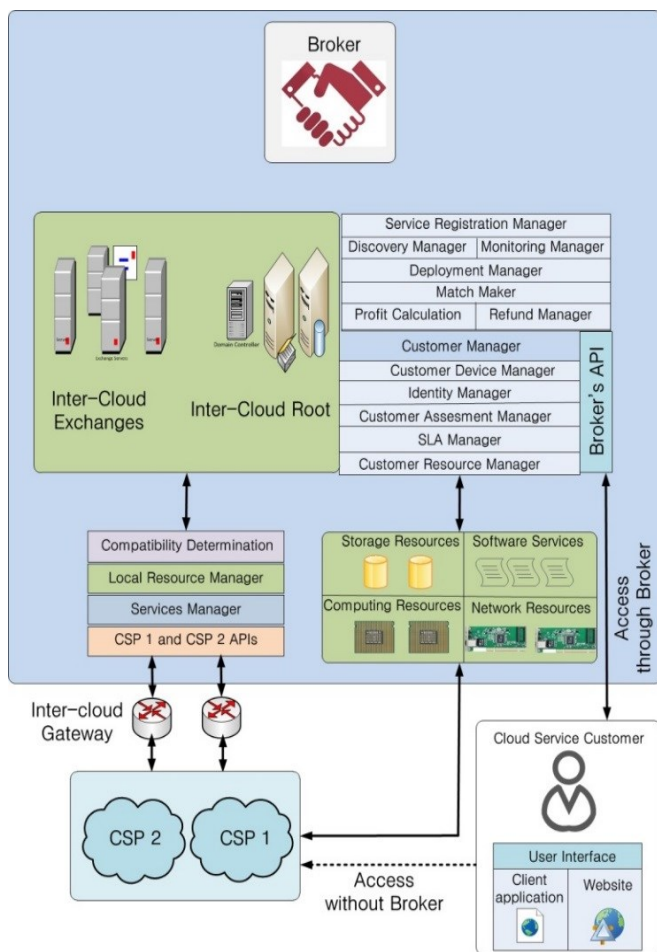 Broker
Service Registration Manager
Discovery Manager
Monitoring Manager
Deployment Manager
Match Maker
Profit Calculation
Refund Manager
Customer Manager
Customer Device Manager
Identity Manager
Customer Assesment Manager
SLA Manager
Customer Resource Manager
Broker's API
Domain Controller
Exchange Servers
Inter-Cloud
Exchanges
Inter-Cloud Root
Compatibility Determination
Local Resource Manager
Services Manager
CSP 1 and CSP 2 APIs
Storage Resources
Software Services
Computing Resources
Network Resources
Access
through Broker
Inter-cloud
Gateway
CSP 2
CSP 1
Access
without Broker
Cloud Service Customer
User Interface
Client
application
Website